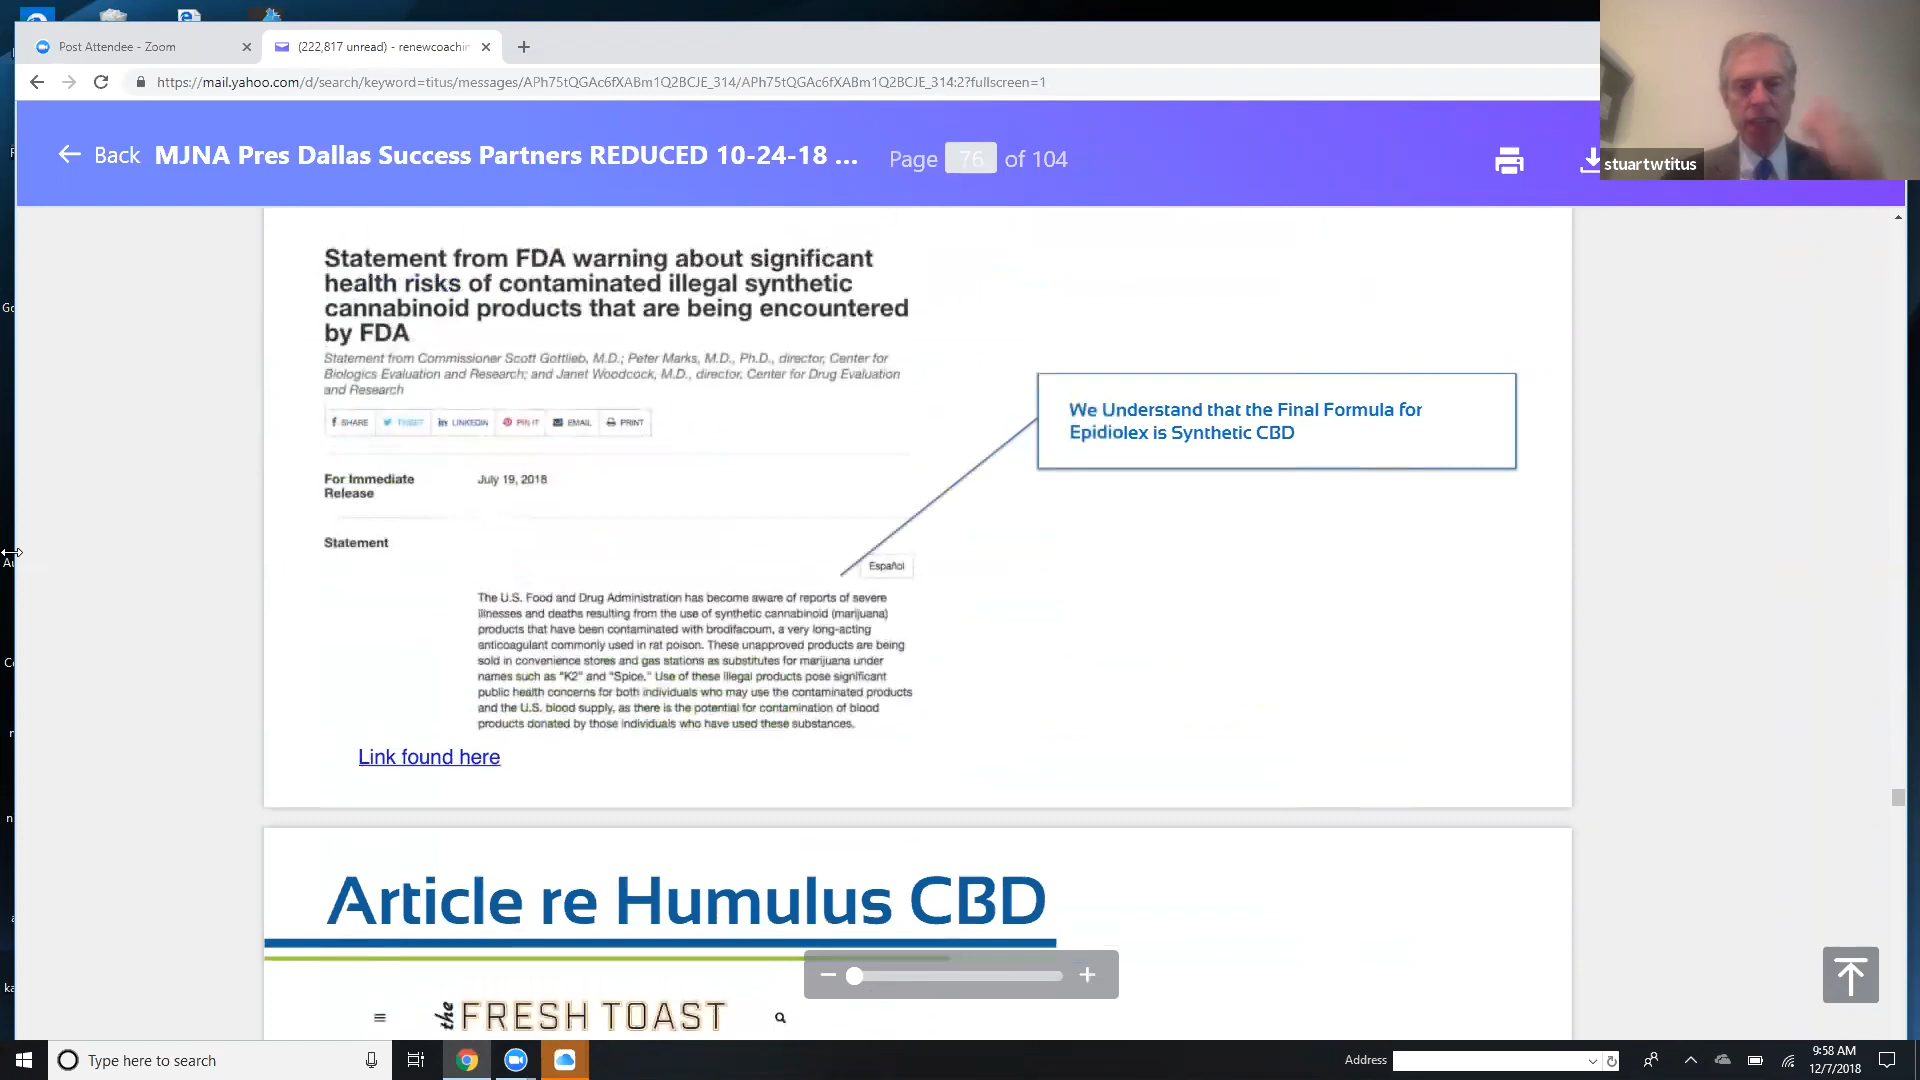 Post Attendee - Zoom
(222,817 unread) - renewcoachin
https://mail.yahoo.com/d/search/keyword=titus/messages/APh75tQGAc6fXABm1Q2BCJE_314/APh75tQGAc6fXABm1Q2BCJE_314:2?fullscreen=1
Back MJNA Pres Dallas Success Partners REDUCED 10-24-18 ... Page 76 of 104
stuartwtitus
Statement from FDA warning about significant
health risks of contaminated illegal synthetic
cannabinoid products that are being encountered
by FDA
Statement from Commissioner Scott Gottlieb, M.D.; Peter Marks, M.D., Ph.D., director, Center for
Biologics Evaluation and Research; and Janet Woodcock, M.D., director, Center for Drug Evaluation
and Research
SHARE TWEET LINKEDIN PIN IT EMAIL PRINT
We Understand that the Final Formula for
Epidiolex is Synthetic CBD
For Immediate July 19, 2018
Release
Statement
Español
The U.S. Food and Drug Administration has become aware of reports of severe
illnesses and deaths resulting from the use of synthetic cannabinoid (marijuana)
products that have been contaminated with brodifacoum, a very long-acting
anticoagulant commonly used in rat poison. These unapproved products are being
sold in convenience stores and gas stations as substitutes for marijuana under
names such as "K2" and "Spice." Use of these illegal products pose significant
public health concerns for both individuals who may use the contaminated products
and the U.S. blood supply, as there is the potential for contamination of blood
products donated by those individuals who have used these substances.
Link found here
Article re Humulus CBD
the FRESH TOAST
Type here to search
Address
9:58 AM
12/7/2018